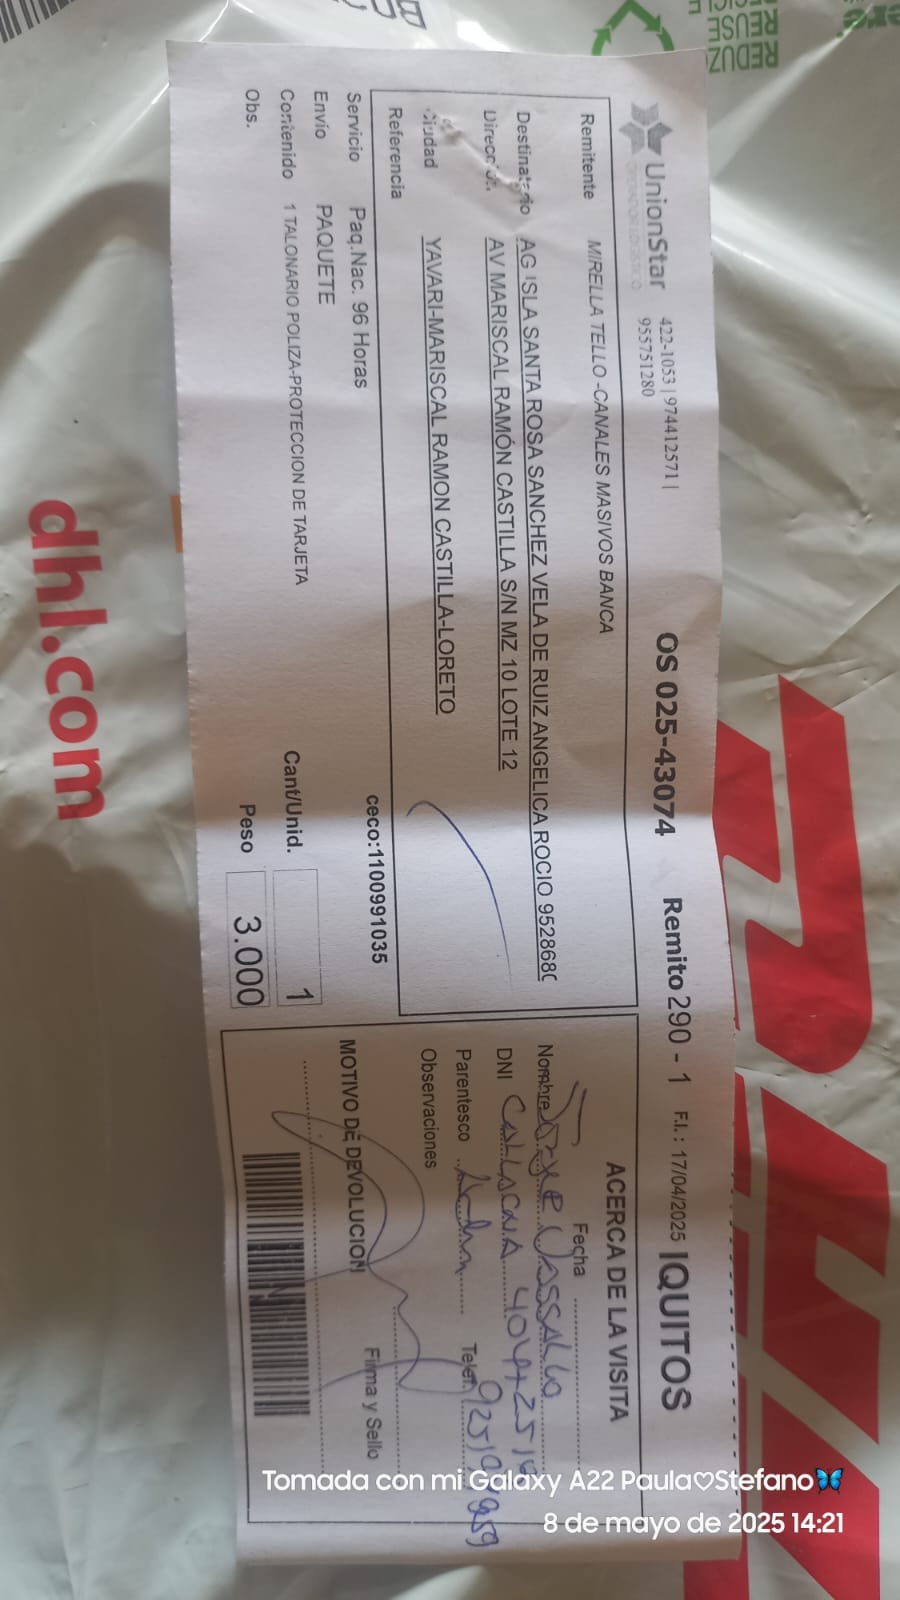 UnionStar
OPERADOR LOGISTICO
422-1053 | 974412571 |
955751280
OS 025-43074
Remito 290 - 1
F.I.: 17/04/2025
IQUITOS
Remitente MIRELLA TELLO -CANALES MASIVOS BANCA
Destinatario AG ISLA SANTA ROSA SANCHEZ VELA DE RUIZ ANGELICA ROCIO 952868
Dirección AV MARISCAL RAMÓN CASTILLA S/N MZ 10 LOTE 12
Ciudad YAVARI-MARISCAL RAMON CASTILLA-LORETO
Referencia
Servicio Paq.Nac. 96 Horas
ceco:1100991035
Envío PAQUETE
Contenido 1 TALONARIO POLIZA-PROTECCION DE TARJETA
Cant/Unid. 1
Obs.
Peso 3.000
ACERCA DE LA VISITA
Fecha
Nombre Jorge Vassallo
DNI
Parentesco
Telef.
Observaciones
Firma y Sello
MOTIVO DE DEVOLUCION
dhl.com
Tomada con mi Galaxy A22 Paula♡Stefano🦋
8 de mayo de 2025 14:21